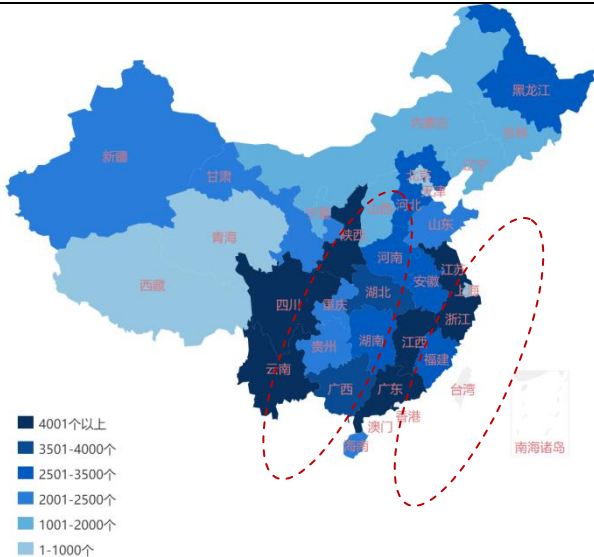 黑龙江
内蒙古
吉林
新疆
辽宁
甘肃
北京
天津
河北
宁夏
山西
山东
青海
陕西
河南
江苏
西藏
安徽
上海
四川
重庆
湖北
浙江
贵州
湖南
江西
福建
云南
广西
广东
台湾
香港
澳门
海南
南海诸岛
4001个以上
3501-4000个
2501-3500个
2001-2500个
1001-2000个
1-1000个